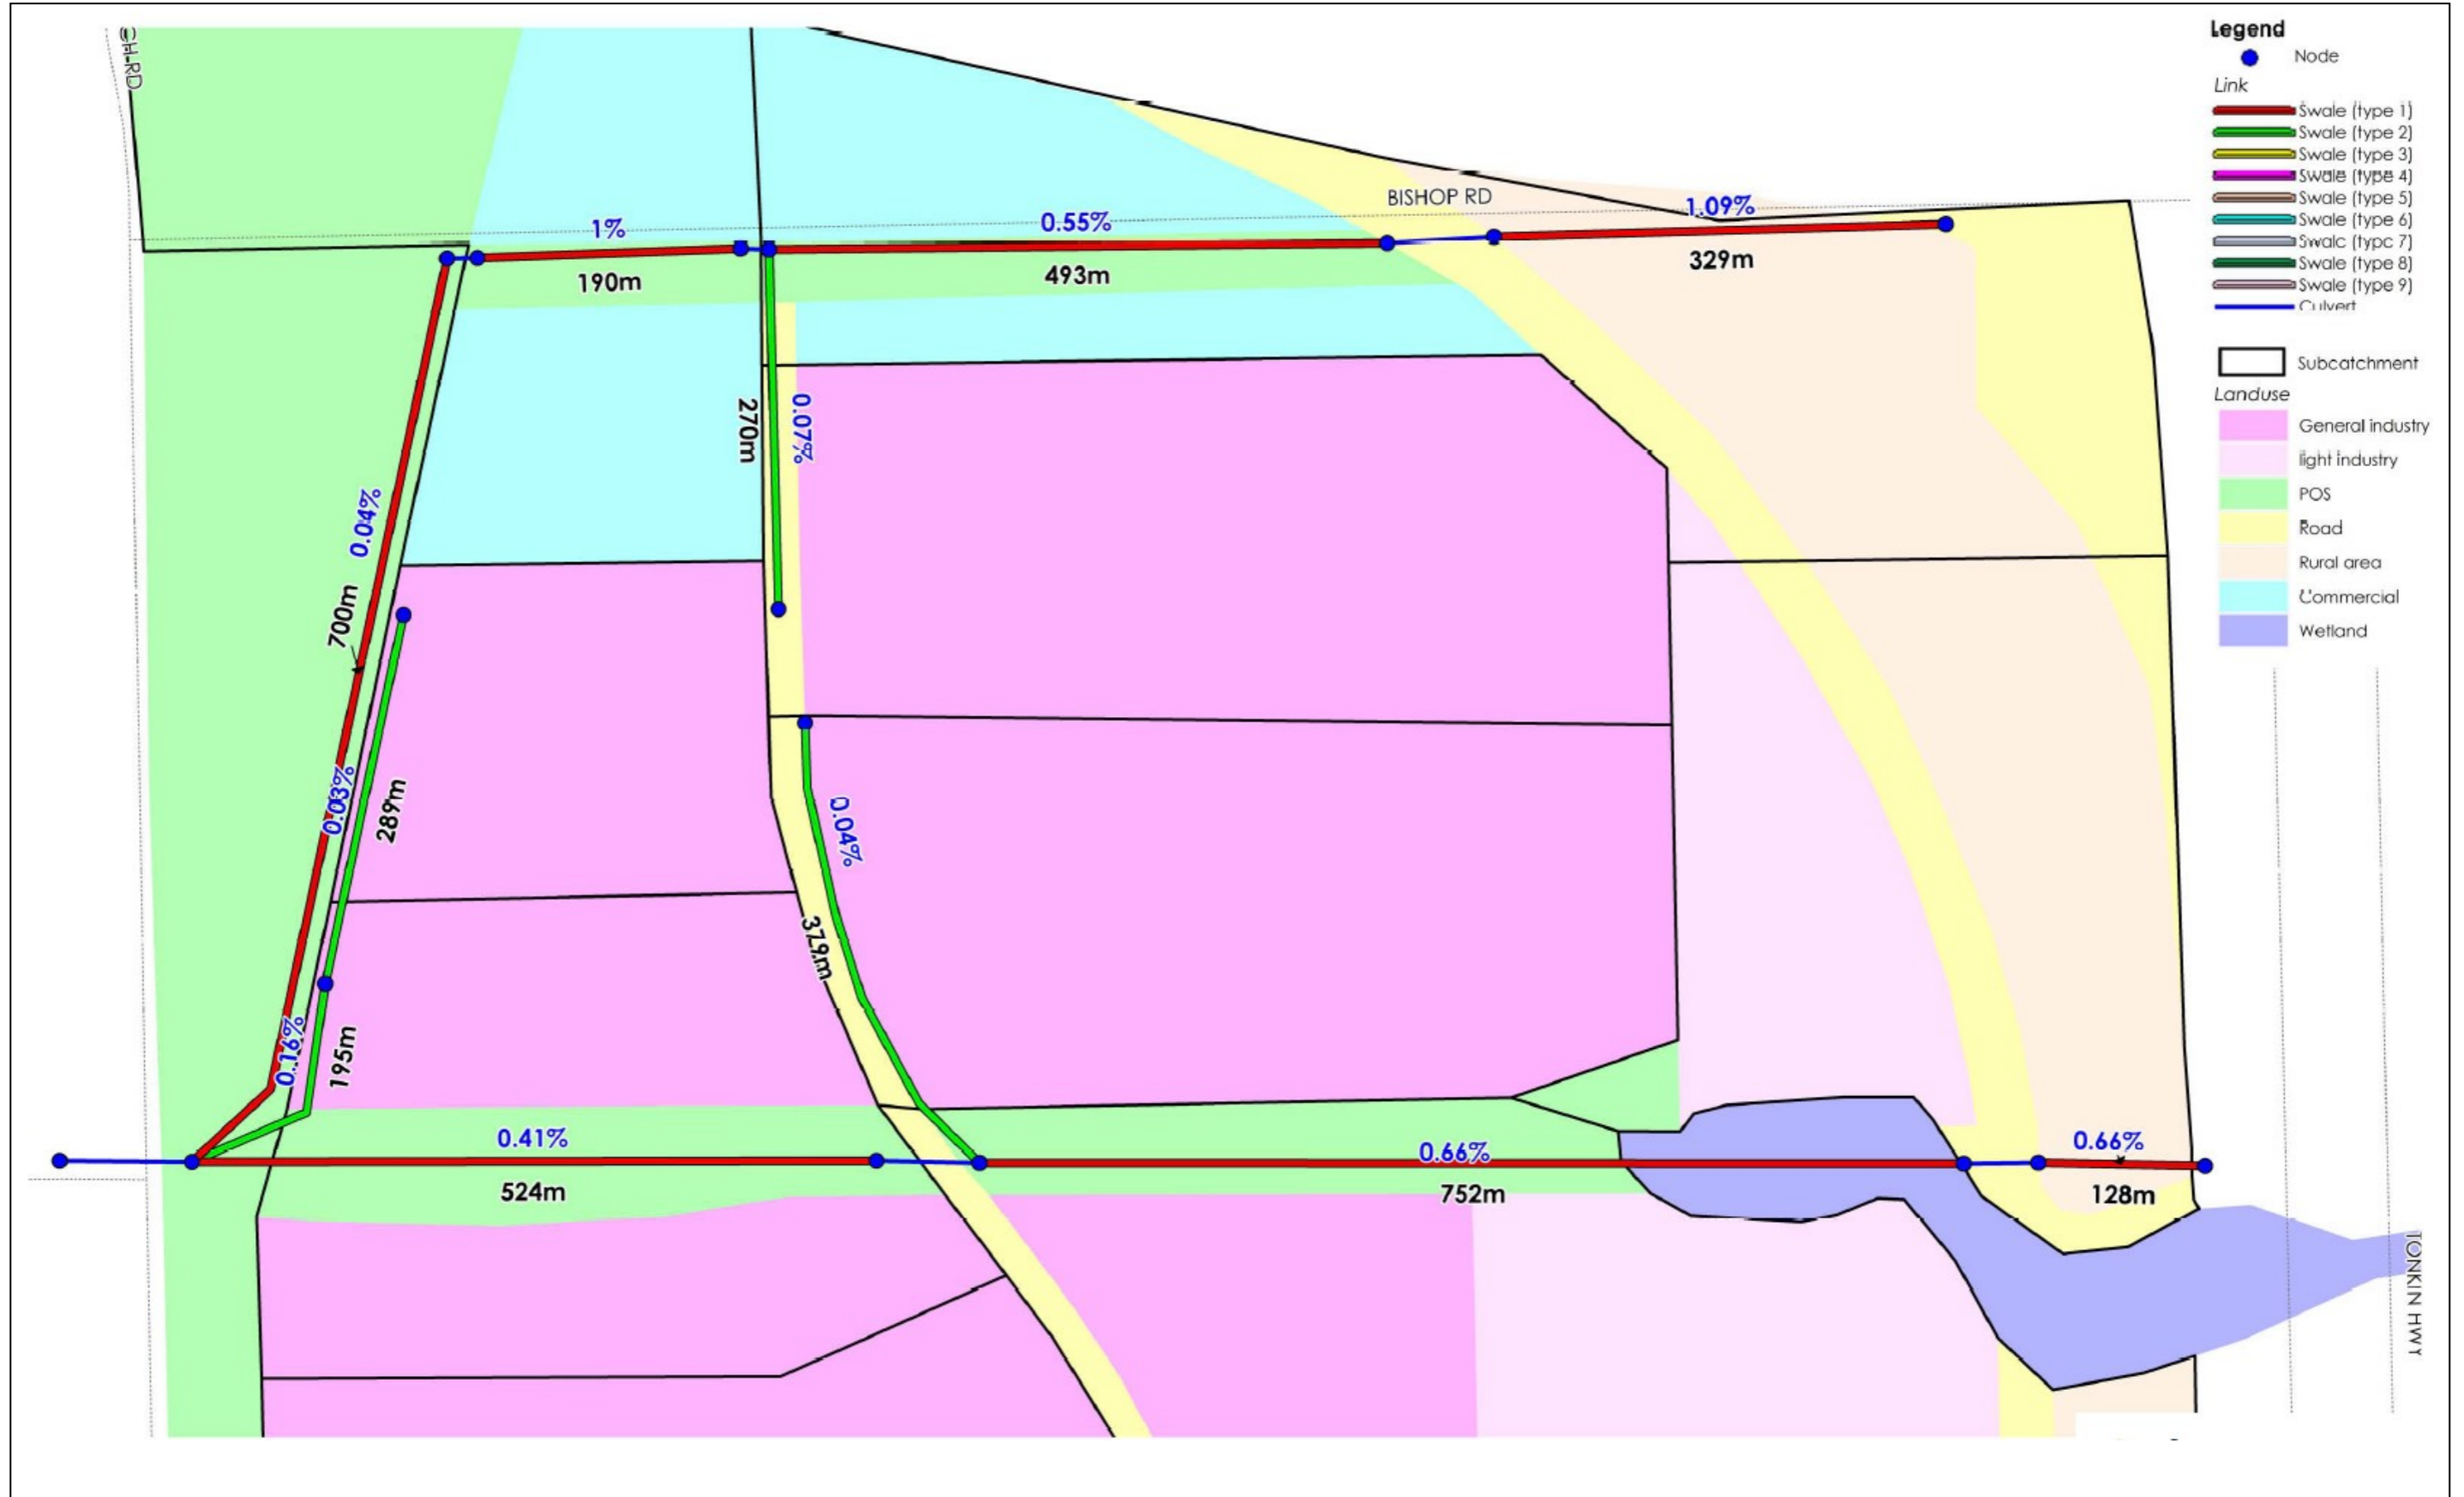 Legend
Node
Link
Swale (type 1)
Swale (type 2)
Swale (type 3)
Swale (type 4)
Swale (type 5)
Swale (type 6)
Swalc (typc 7)
Swale (type 8)
Swale (type 9)
Culvert
Subcatchment
Landuse
General industry
light industry
POS
Road
Rural area
Commercial
Wetland
CH RD
BISHOP RD
1%
0.55%
1.09%
190m
493m
329m
270m
0.07%
0.04%
700m
0.03%
289m
0.04%
379m
0.16%
195m
0.41%
524m
0.66%
752m
0.66%
128m
TONKIN HWY